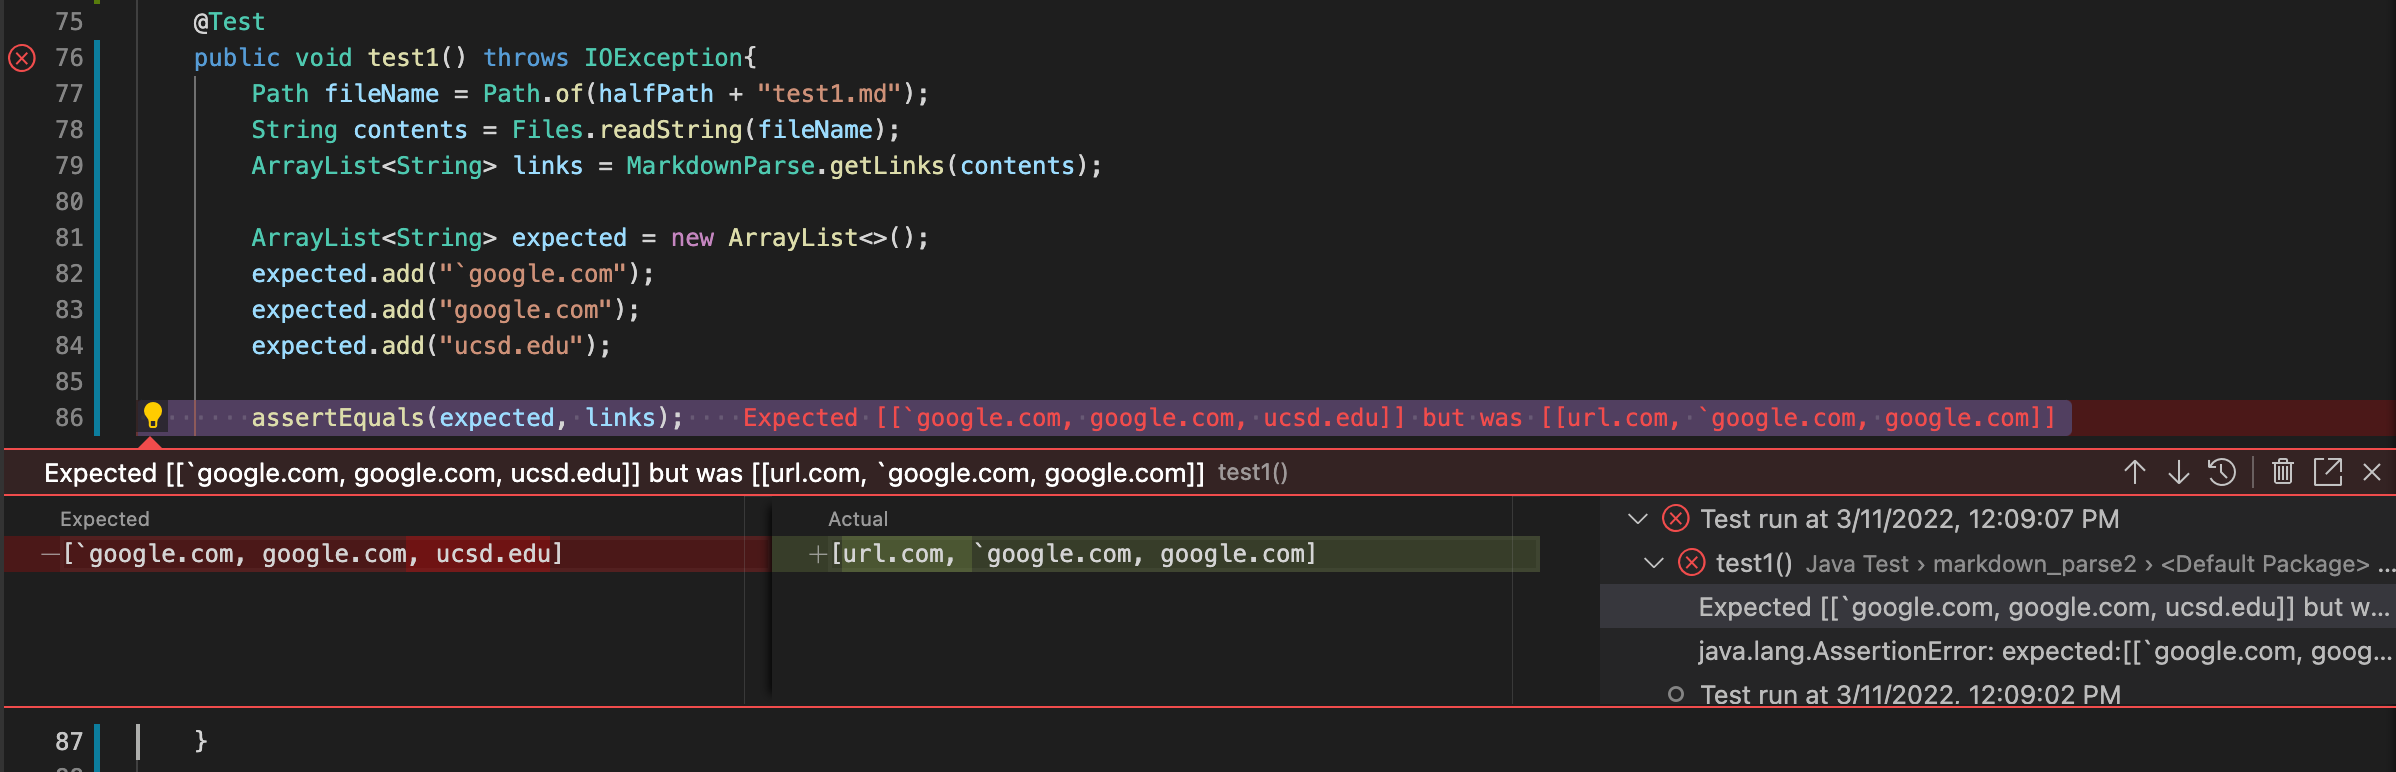 75 @Test
76 public void test1() throws IOException{
77 Path fileName = Path.of(halfPath + "test1.md");
78 String contents = Files.readString(fileName);
79 ArrayList<String> links = MarkdownParse.getLinks(contents);
80
81 ArrayList<String> expected = new ArrayList<>();
82 expected.add("`google.com");
83 expected.add("google.com");
84 expected.add("ucsd.edu");
85
86 assertEquals(expected, links); Expected [[`google.com, google.com, ucsd.edu]] but was [[url.com, `google.com, google.com]]
Expected [[`google.com, google.com, ucsd.edu]] but was [[url.com, `google.com, google.com]] test1()
Expected
−[`google.com, google.com, ucsd.edu]
Actual
+[url.com, `google.com, google.com]
Test run at 3/11/2022, 12:09:07 PM
test1() Java Test › markdown_parse2 › <Default Package> ...
Expected [[`google.com, google.com, ucsd.edu]] but w...
java.lang.AssertionError: expected:[[`google.com, goog...
Test run at 3/11/2022, 12:09:02 PM
87 }